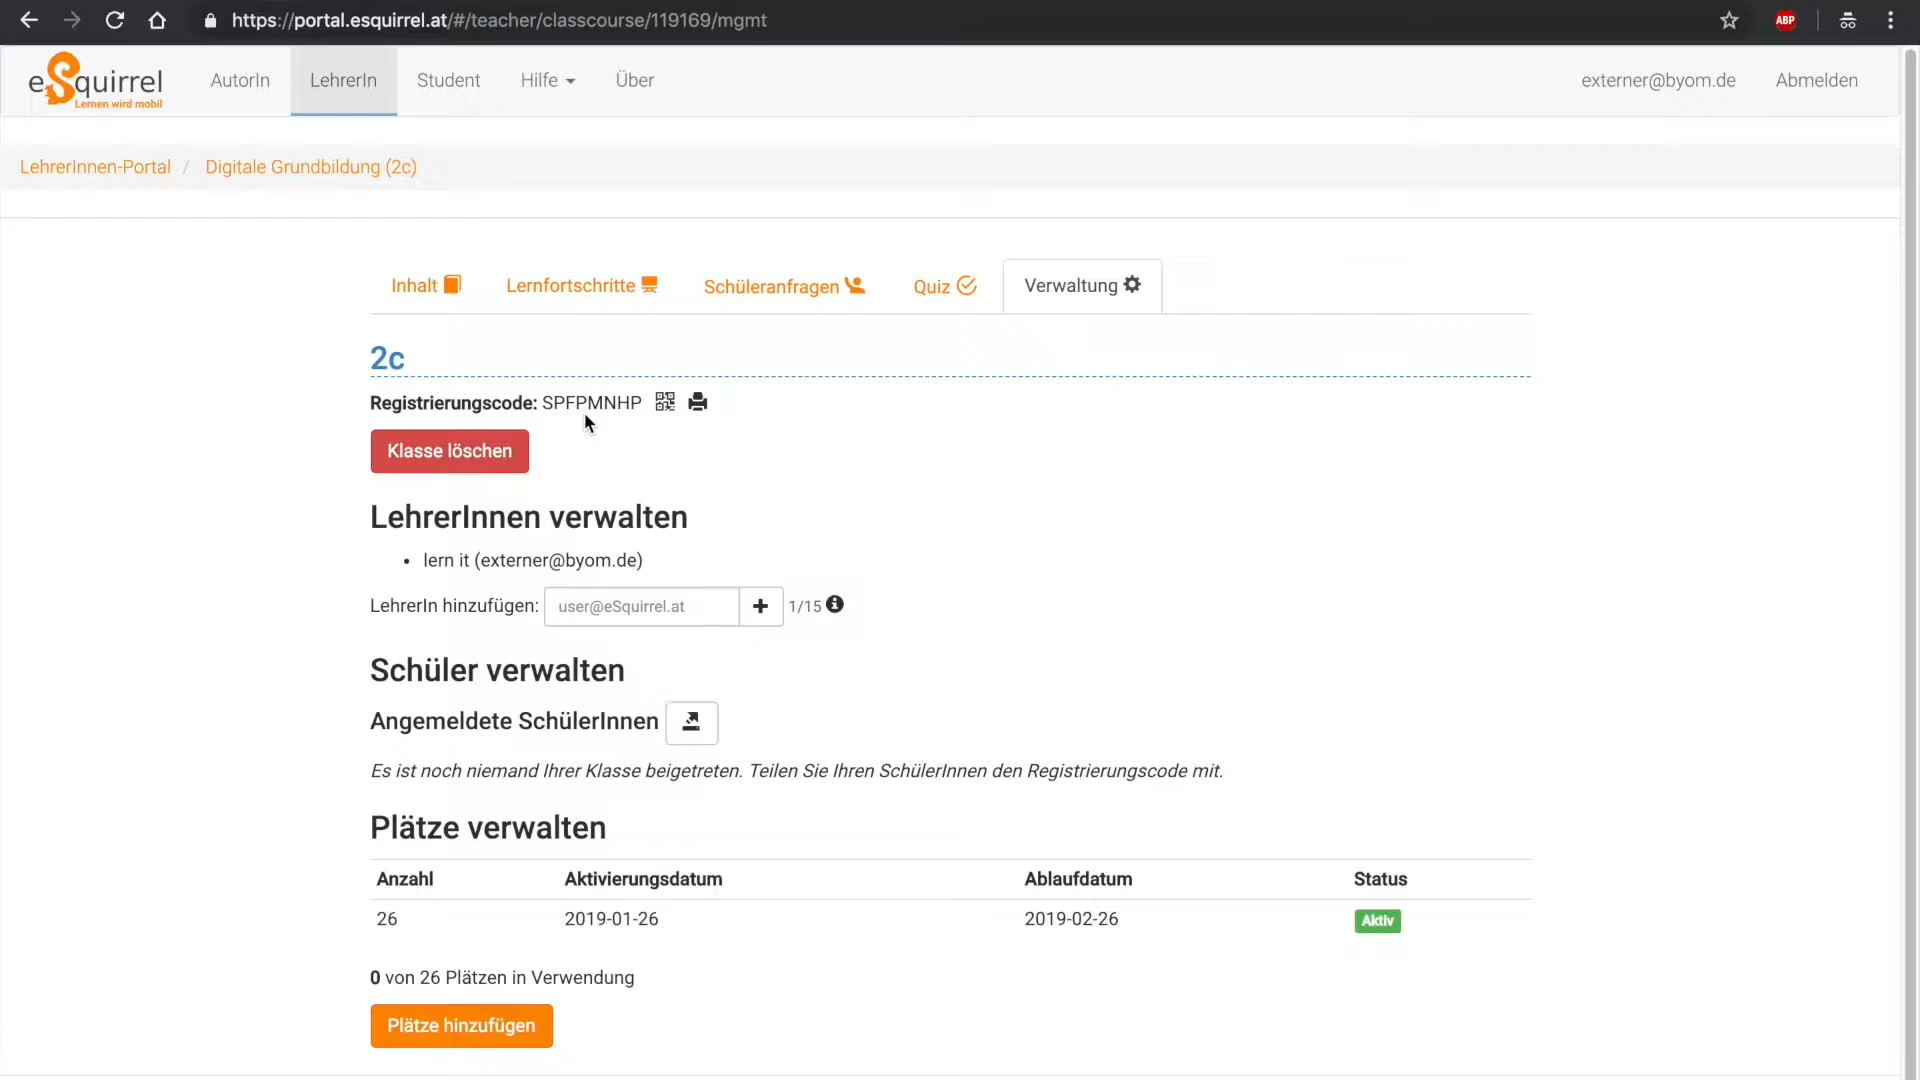 https://portal.esquirrel.at/#/teacher/classcourse/119169/mgmt
ABP
eSquirrel
Lernen wird mobil
AutorIn LehrerIn Student Hilfe Über externer@byom.de Abmelden
LehrerInnen-Portal / Digitale Grundbildung (2c)
Inhalt Lernfortschritte Schüleranfragen Quiz Verwaltung
2c
Registrierungscode: SPFPMNHP
Klasse löschen
LehrerInnen verwalten
• lern it (externer@byom.de)
LehrerIn hinzufügen: user@eSquirrel.at + 1/15
Schüler verwalten
Angemeldete SchülerInnen
Es ist noch niemand Ihrer Klasse beigetreten. Teilen Sie Ihren SchülerInnen den Registrierungscode mit.
Plätze verwalten
Anzahl Aktivierungsdatum Ablaufdatum Status
26 2019-01-26 2019-02-26 Aktiv
0 von 26 Plätzen in Verwendung
Plätze hinzufügen